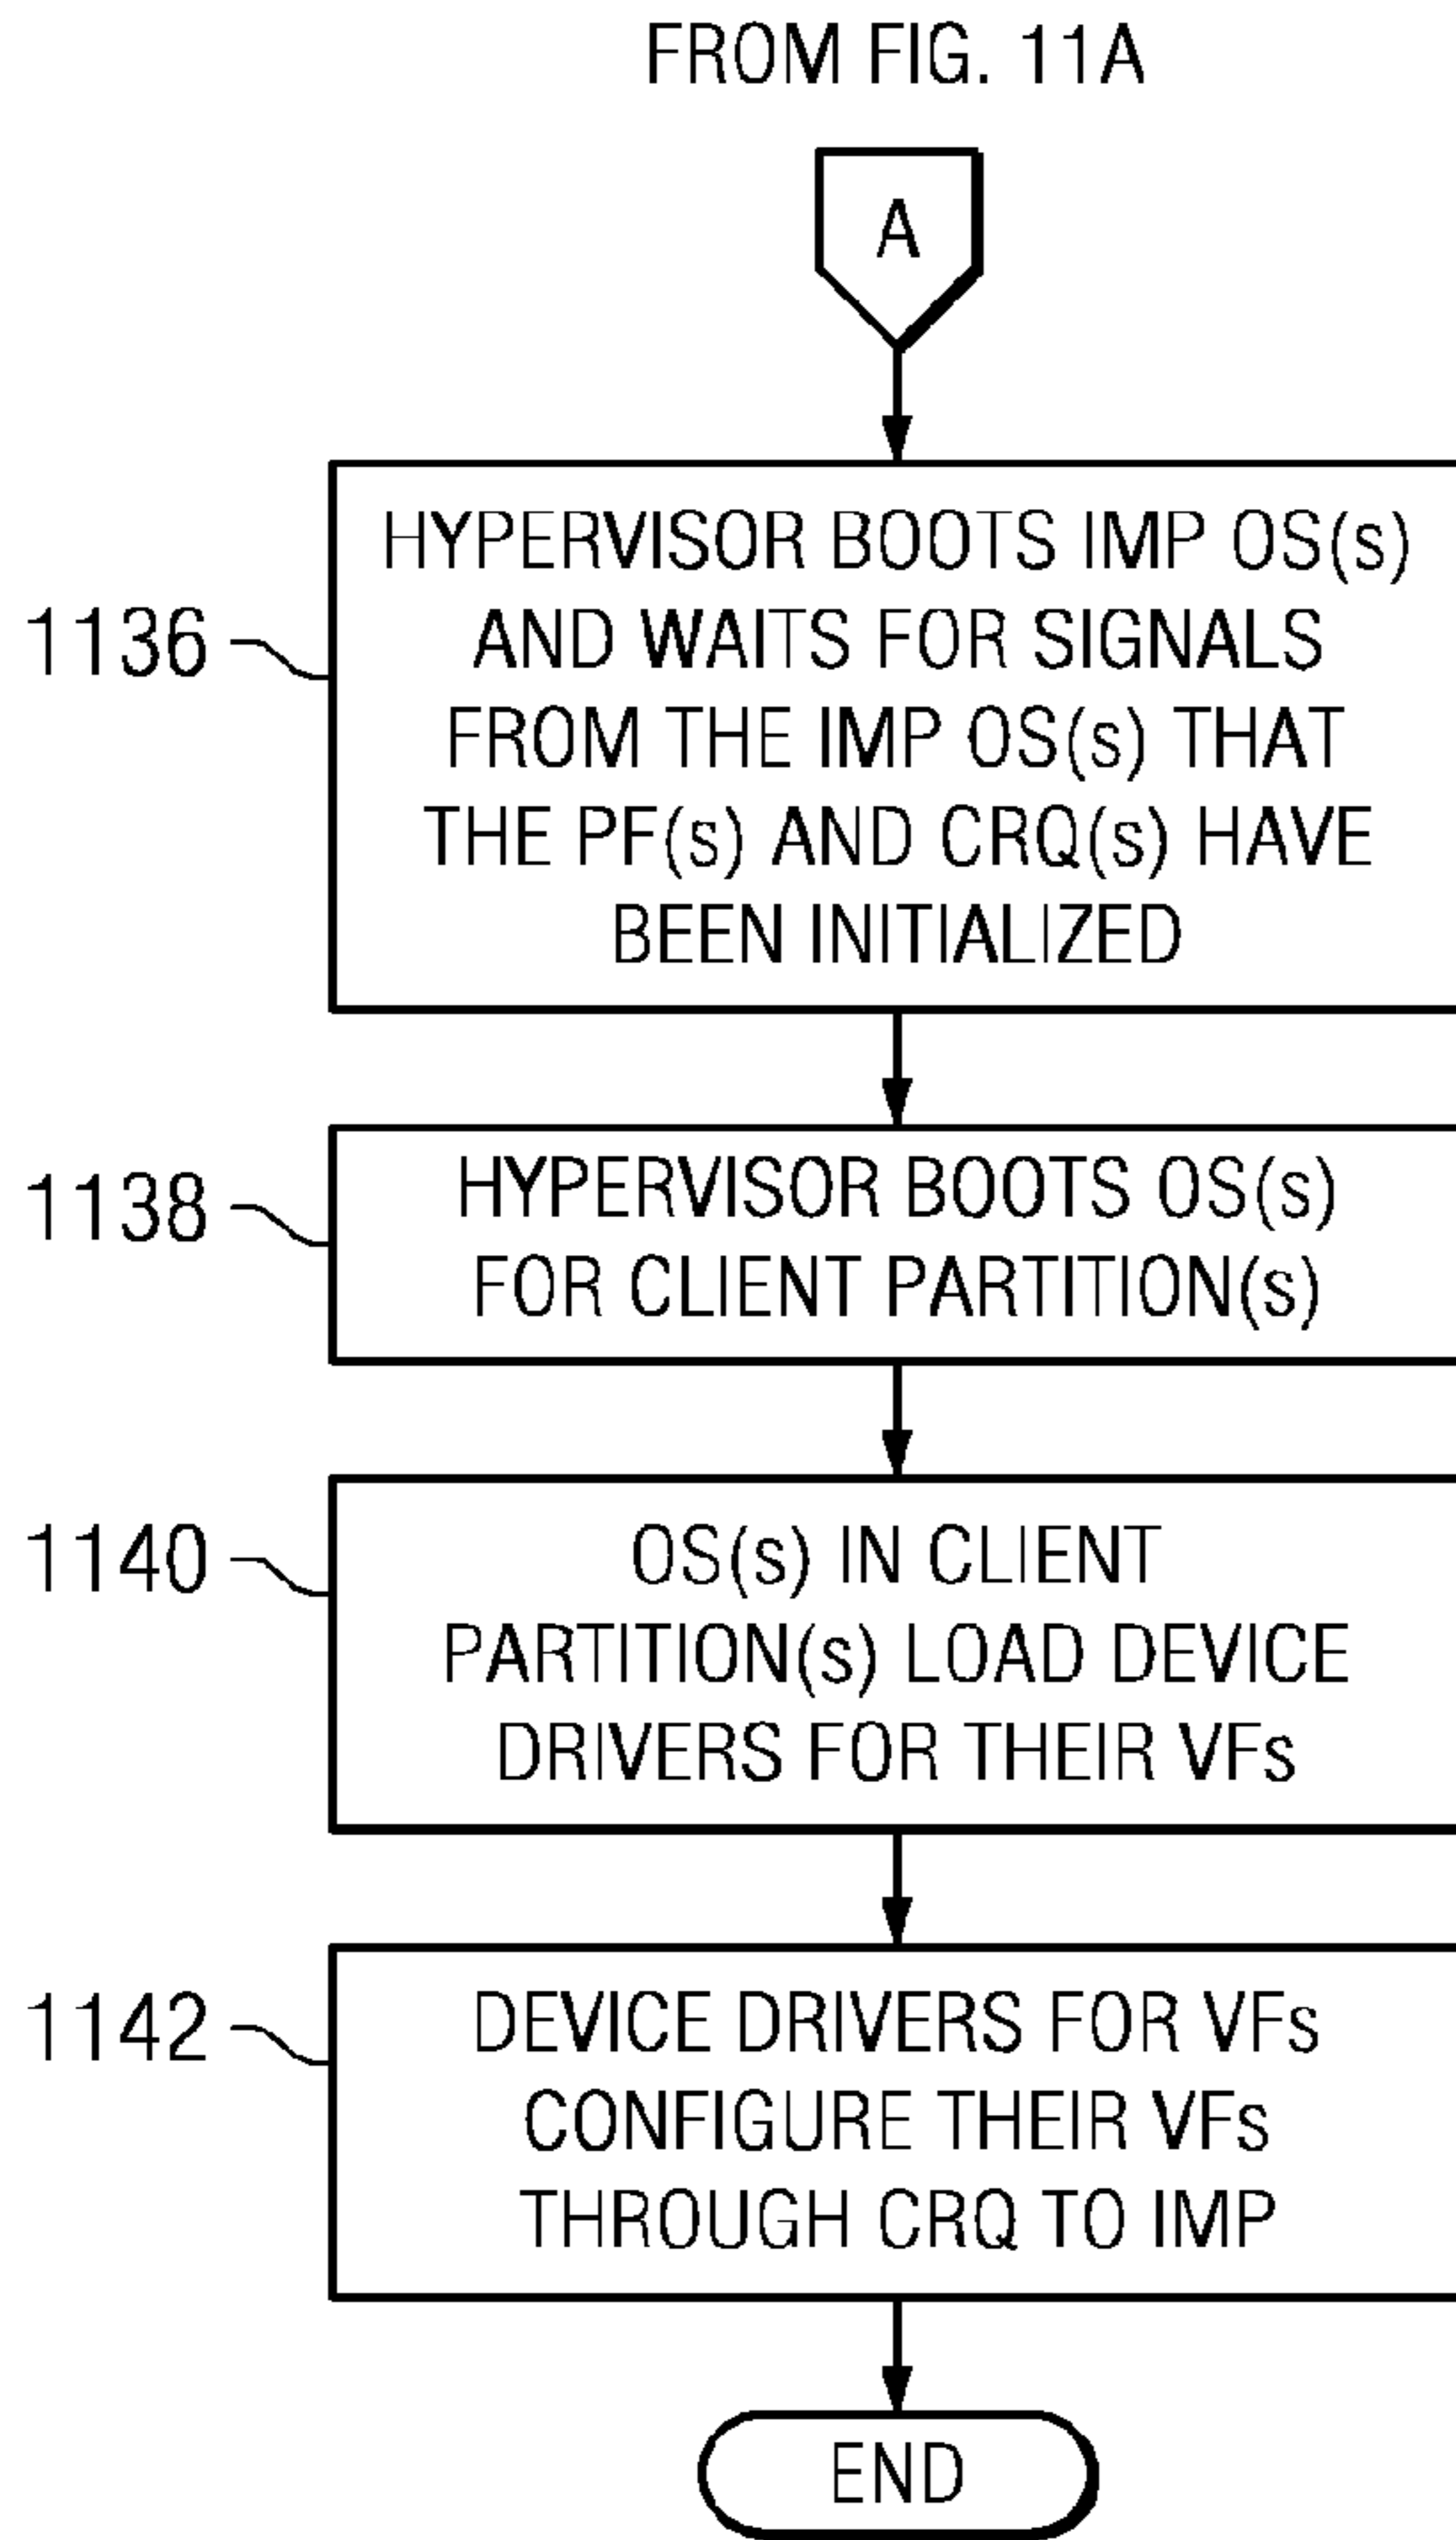 FROM FIG. 11A
A
1136
HYPERVISOR BOOTS IMP OS(s)
AND WAITS FOR SIGNALS
FROM THE IMP OS(s) THAT
THE PF(s) AND CRQ(s) HAVE
BEEN INITIALIZED
1138
HYPERVISOR BOOTS OS(s)
FOR CLIENT PARTITION(s)
1140
OS(s) IN CLIENT
PARTITION(s) LOAD DEVICE
DRIVERS FOR THEIR VFs
1142
DEVICE DRIVERS FOR VFs
CONFIGURE THEIR VFs
THROUGH CRQ TO IMP
END